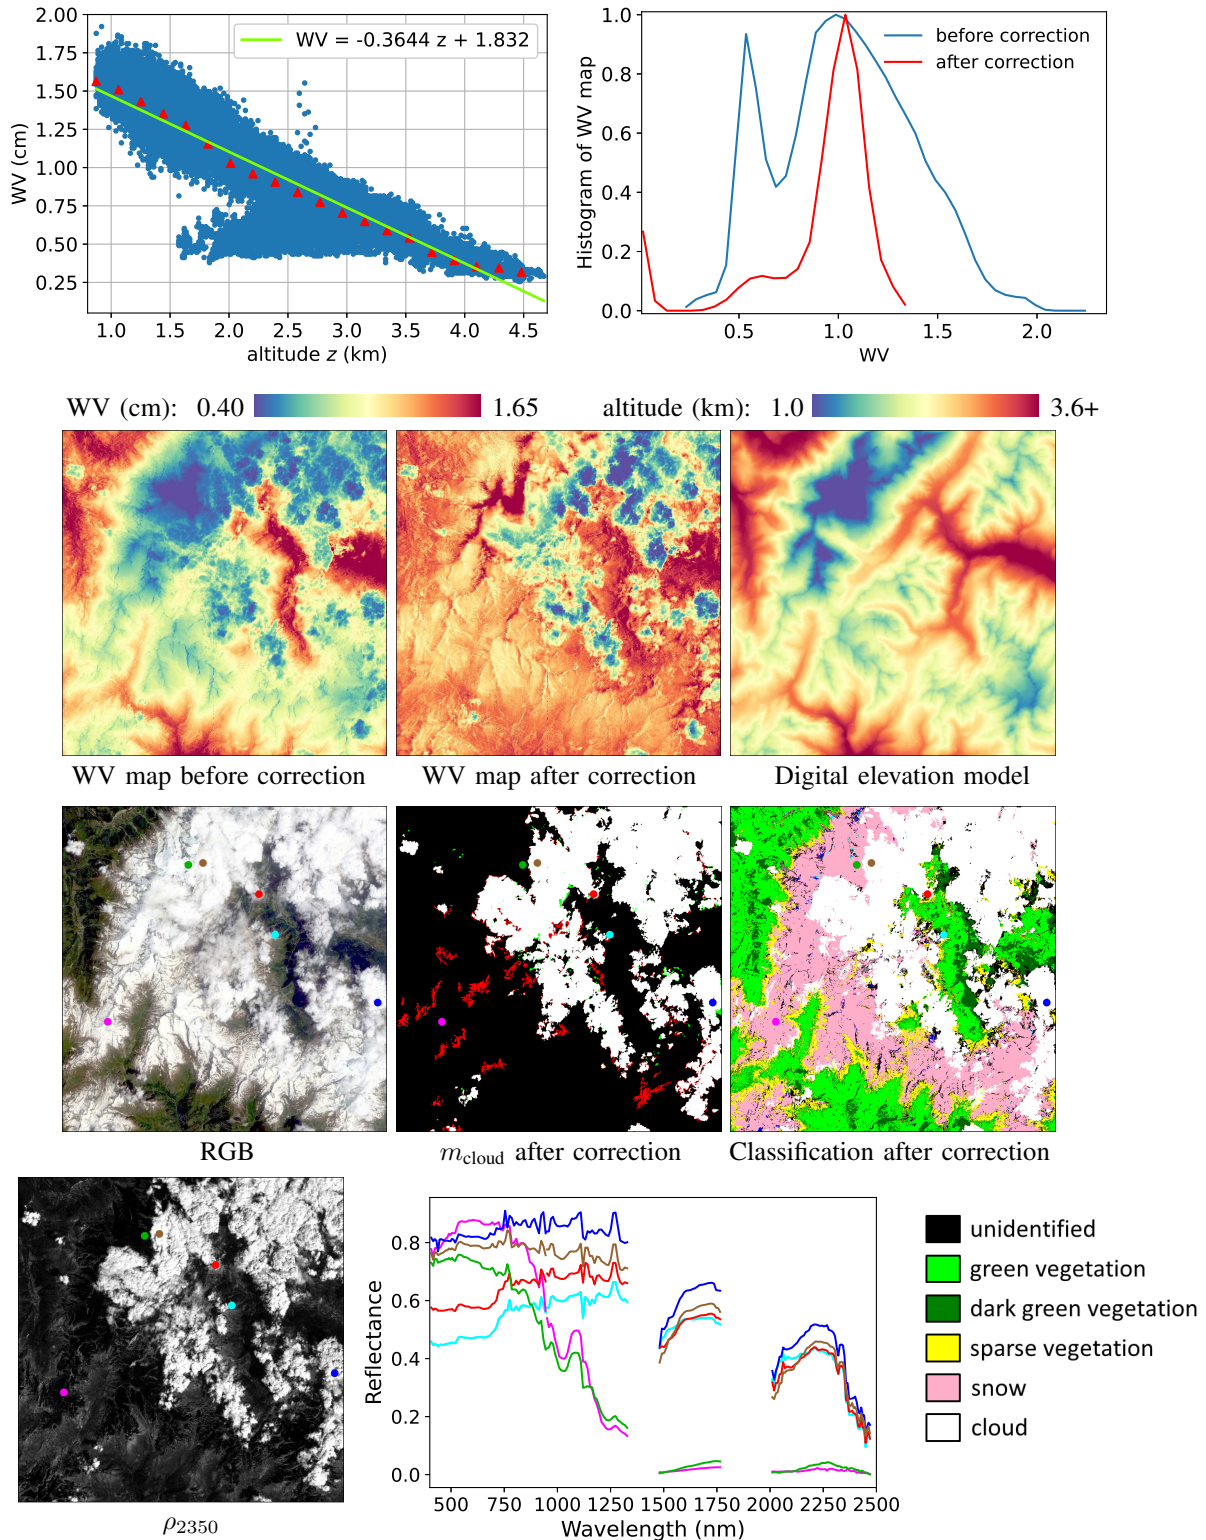 2.00
1.75
1.50
1.25
1.00
0.75
0.50
0.25
WV (cm)
WV = -0.3644 z + 1.832
1.0 1.5 2.0 2.5 3.0 3.5 4.0 4.5
altitude z (km)
1.0
0.8
0.6
0.4
0.2
0.0
Histogram of WV map
before correction
after correction
0.5 1.0 1.5 2.0
WV
WV (cm): 0.40 1.65
altitude (km): 1.0 3.6+
WV map before correction
WV map after correction
Digital elevation model
RGB
m_cloud after correction
Classification after correction
ρ2350
0.8
0.6
0.4
0.2
0.0
Reflectance
500 750 1000 1250 1500 1750 2000 2250 2500
Wavelength (nm)
unidentified
green vegetation
dark green vegetation
sparse vegetation
snow
cloud